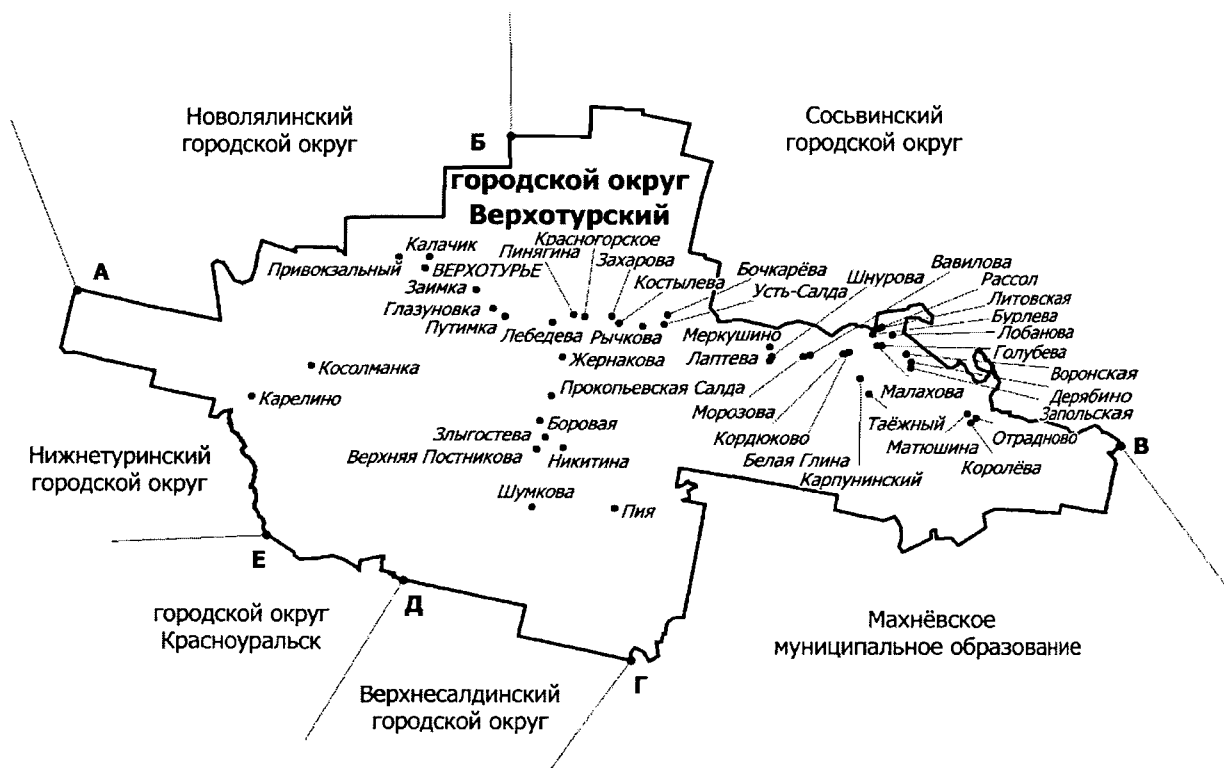 Новолялинский
городской округ
Сосьвинский
городской округ
Б
городской округ
Верхотурский
А
Калачик
Привокзальный
ВЕРХОТУРЬЕ
Заимка
Глазуновка
Путимка
Пинягина
Красногорское
Захарова
Костылева
Лебедева
Рычкова
Бочкарёва
Усть-Салда
Жернакова
Меркушино
Лаптева
Шнурова
Вавилова
Рассол
Литовская
Бурлева
Лобанова
Голубева
Воронская
Дерябино
Запольская
Малахова
Косолманка
Карелино
Прокопьевская Салда
Морозова
Кордюково
Белая Глина
Карпунинский
Таёжный
Матюшина
Отрадново
Королёва
В
Боровая
Злыгостева
Верхняя Постникова
Никитина
Шумкова
Пия
Нижнетуринский
городской округ
Е
Д
Г
городской округ
Красноуральск
Верхнесалдинский
городской округ
Махнёвское
муниципальное образование